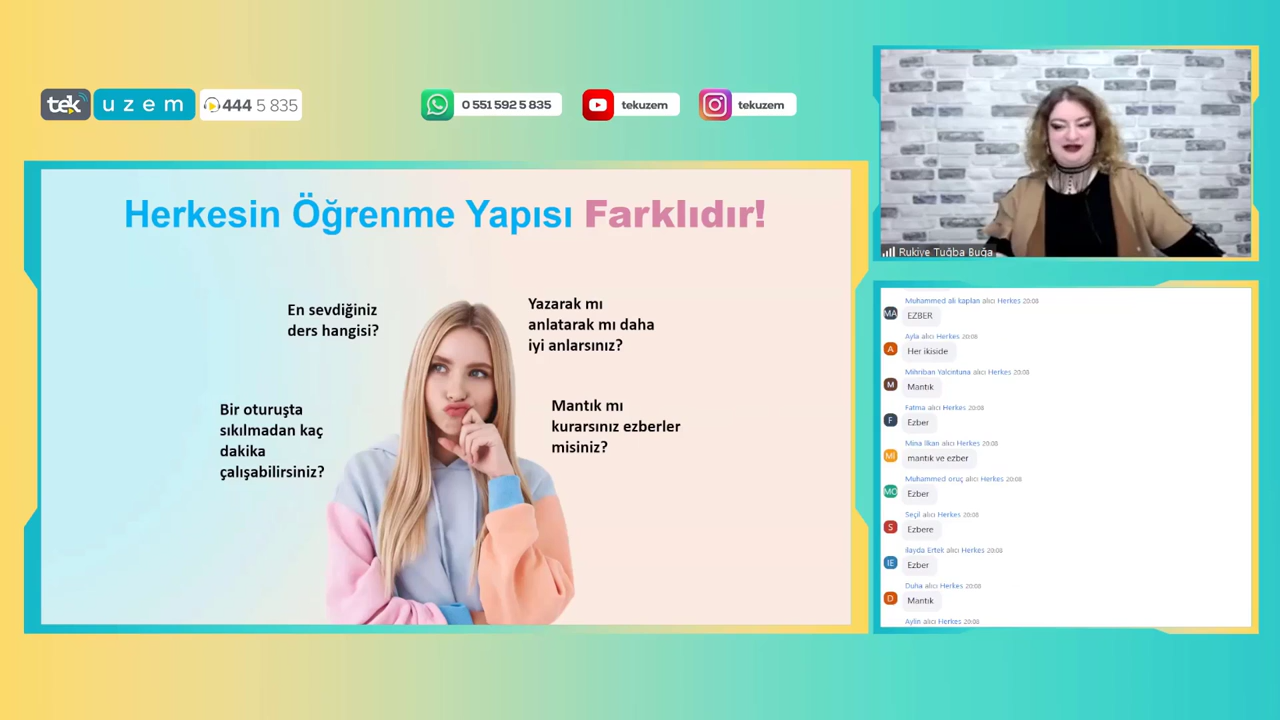 tek uzem 444 5 835
0 551 592 5 835
tekuzem
tekuzem
Herkesin Öğrenme Yapısı Farklıdır!
En sevdiğiniz
ders hangisi?
Yazarak mı
anlatarak mı daha
iyi anlarsınız?
Bir oturuşta
sıkılmadan kaç
dakika
çalışabilirsiniz?
Mantık mı
kurarsınız ezberler
misiniz?
Rukiye Tuğba Buğa
Muhammed ali kaplan alıcı Herkes 20:08
MA
EZBER
Ayla alıcı Herkes 20:08
A
Her ikiside
Mihriban Yalcintuna alıcı Herkes 20:08
M
Mantık
Fatma alıcı Herkes 20:08
F
Ezber
Mina İlkan alıcı Herkes 20:08
Mİ
mantık ve ezber
Muhammed oruç alıcı Herkes 20:08
MO
Ezber
Seçil alıcı Herkes 20:08
S
Ezbere
ilayda Ertek alıcı Herkes 20:08
IE
Ezber
Duha alıcı Herkes 20:08
D
Mantık
Aylin alıcı Herkes 20:08